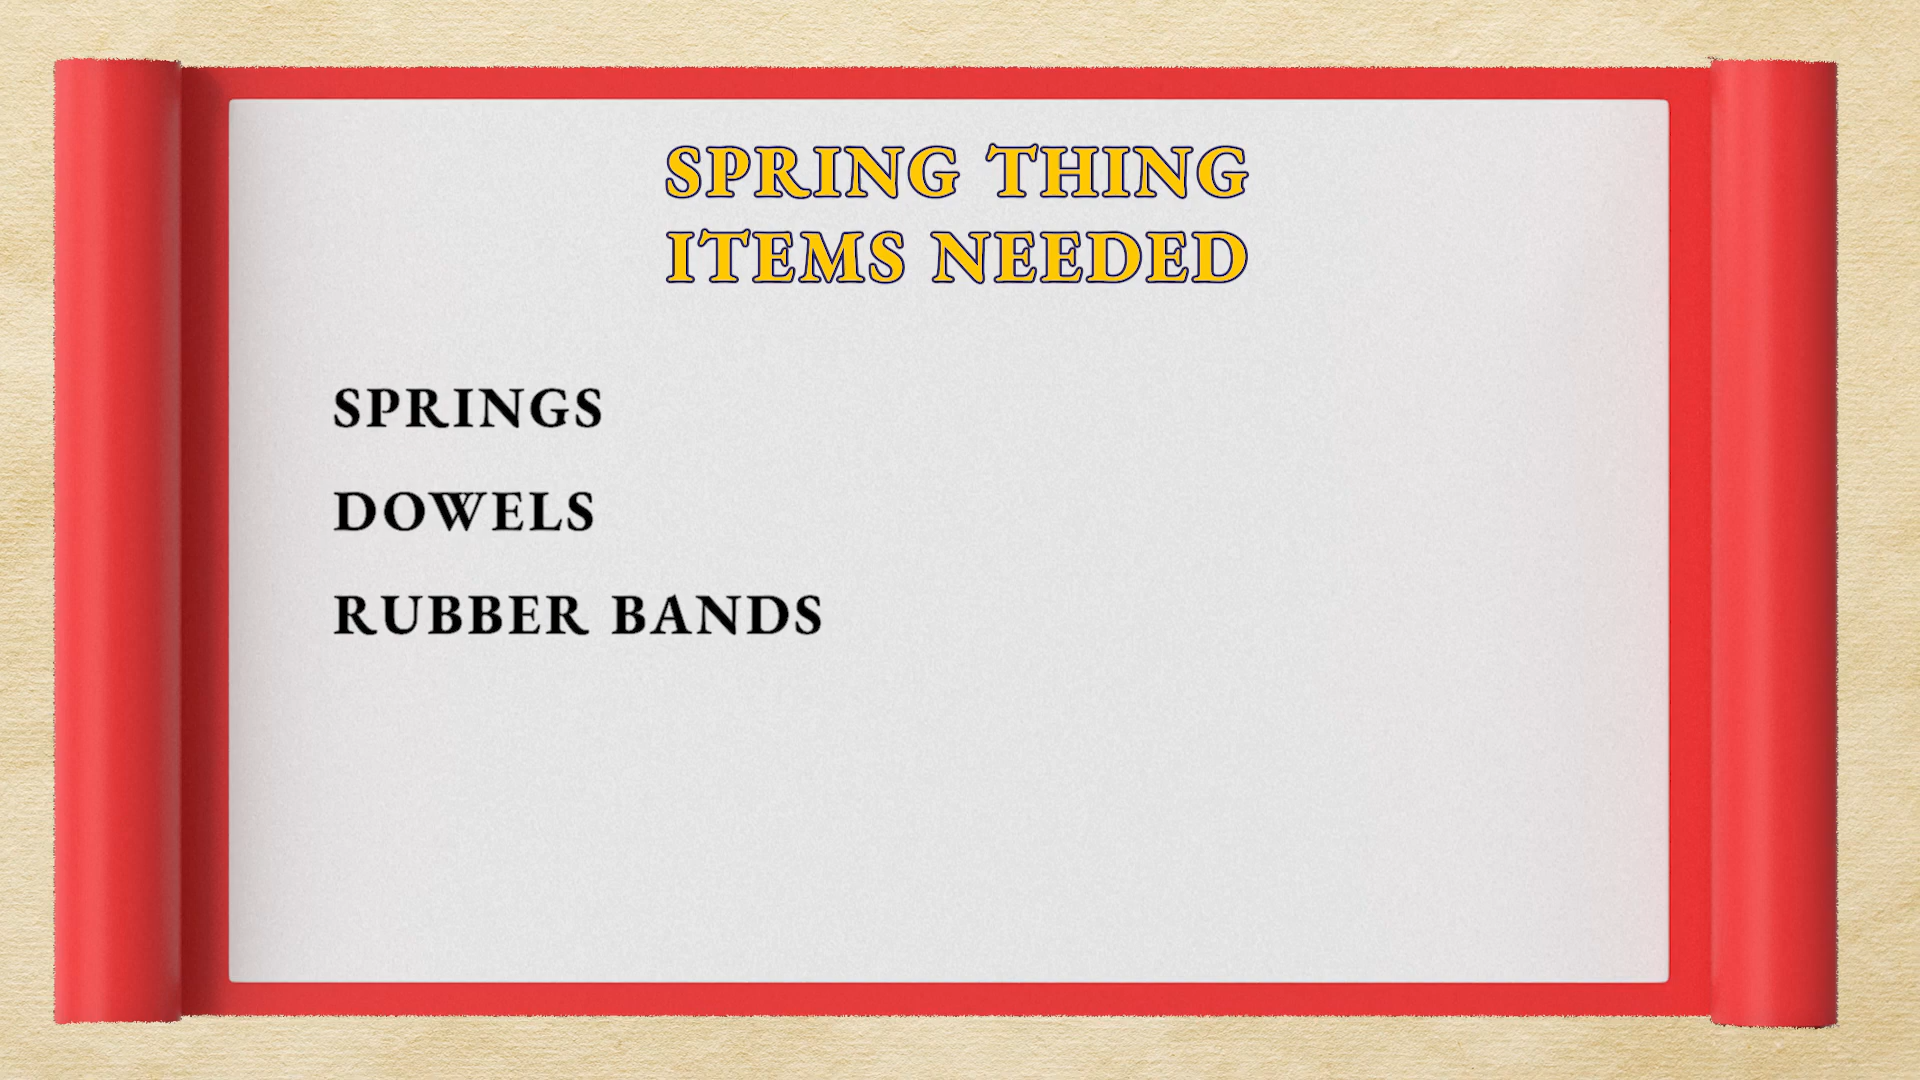 SPRING THING
ITEMS NEEDED
SPRINGS
DOWELS
RUBBER BANDS